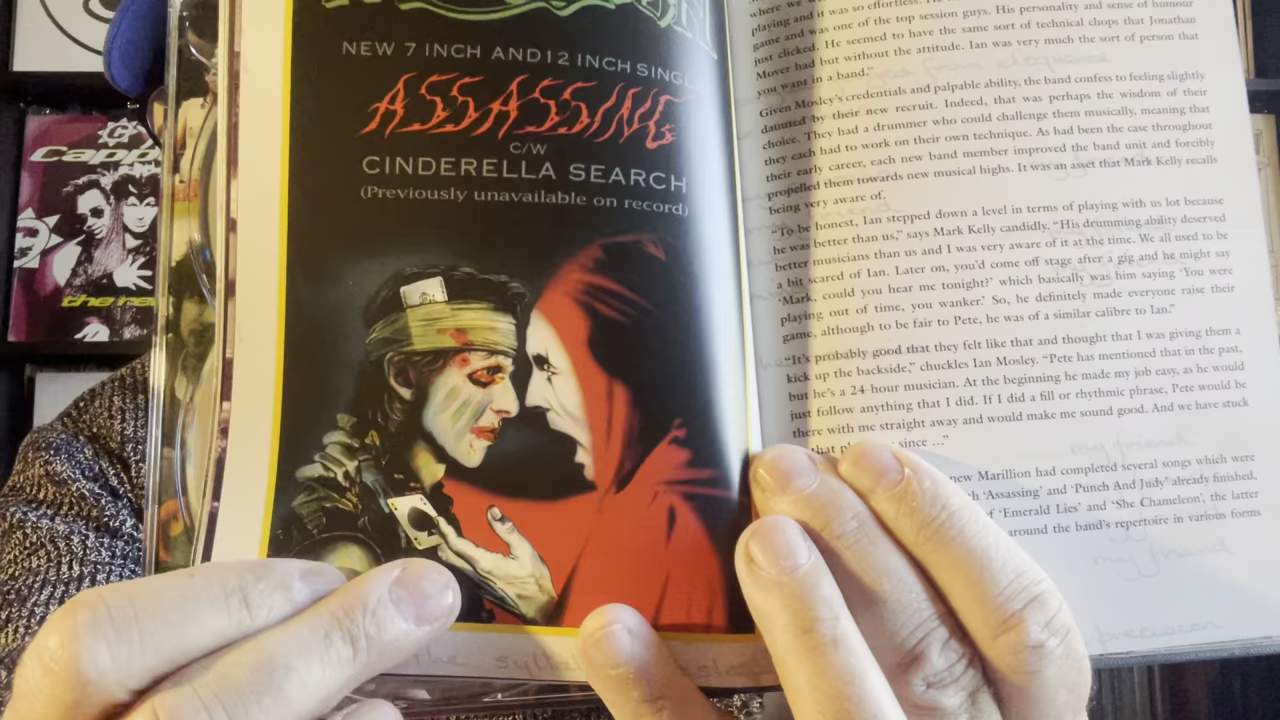 NEW 7 INCH AND 12 INCH SINGL
ASSASSING
C/W
CINDERELLA SEARCH
(Previously unavailable on record)
where we
playing and it was so effortless. He
game and was one of the top session guys. His personality and sense of humour
just clicked. He seemed to have the same sort of technical chops that Jonathan
Mover had but without the attitude. Ian was very much the sort of person that
you want in a band."
Given Mosley's credentials and palpable ability, the band confess to feeling slightly
daunted by their new recruit. Indeed, that was perhaps the wisdom of their
choice. They had a drummer who could challenge them musically, meaning that
they each had to work on their own technique. As had been the case throughout
their early career, each new band member improved the band unit and forcibly
propelled them towards new musical highs. It was an asset that Mark Kelly recalls
being very aware of.
"To be honest, Ian stepped down a level in terms of playing with us lot because
he was better than us," says Mark Kelly candidly. "His drumming ability deserved
better musicians than us and I was very aware of it at the time. We all used to be
a bit scared of Ian. Later on, you'd come off stage after a gig and he might say
'Mark, could you hear me tonight?' which basically was him saying 'You were
playing out of time, you wanker.' So, he definitely made everyone raise their
game, although to be fair to Pete, he was of a similar calibre to Ian."
"It's probably good that they felt like that and thought that I was giving them a
kick up the backside," chuckles Ian Mosley. "Pete has mentioned that in the past,
but he's a 24-hour musician. At the beginning he made my job easy, as he would
just follow anything that I did. If I did a fill or rhythmic phrase, Pete would be
there with me straight away and would make me sound good. And we have stuck
that since …"
new Marillion had completed several songs which were
'Assassing' and 'Punch And Judy' already finished,
of 'Emerald Lies' and 'She Chameleon', the latter
around the band's repertoire in various forms
my friend
my friend
precision
the
Capp
the re